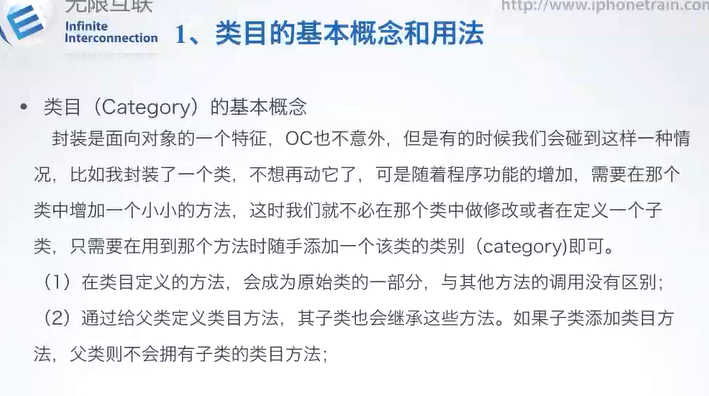 无限互联
Infinite
Interconnection
http://www.iphonetrain.com
1、类目的基本概念和用法
• 类目（Category）的基本概念
封装是面向对象的一个特征，OC也不意外，但是有的时候我们会碰到这样一种情
况，比如我封装了一个类，不想再动它了，可是随着程序功能的增加，需要在那个
类中增加一个小小的方法，这时我们就不必在那个类中做修改或者在定义一个子
类，只需要在用到那个方法时随手添加一个该类的类别（category)即可。
（1）在类目定义的方法，会成为原始类的一部分，与其他方法的调用没有区别；
（2）通过给父类定义类目方法，其子类也会继承这些方法。如果子类添加类目方
法，父类则不会拥有子类的类目方法；